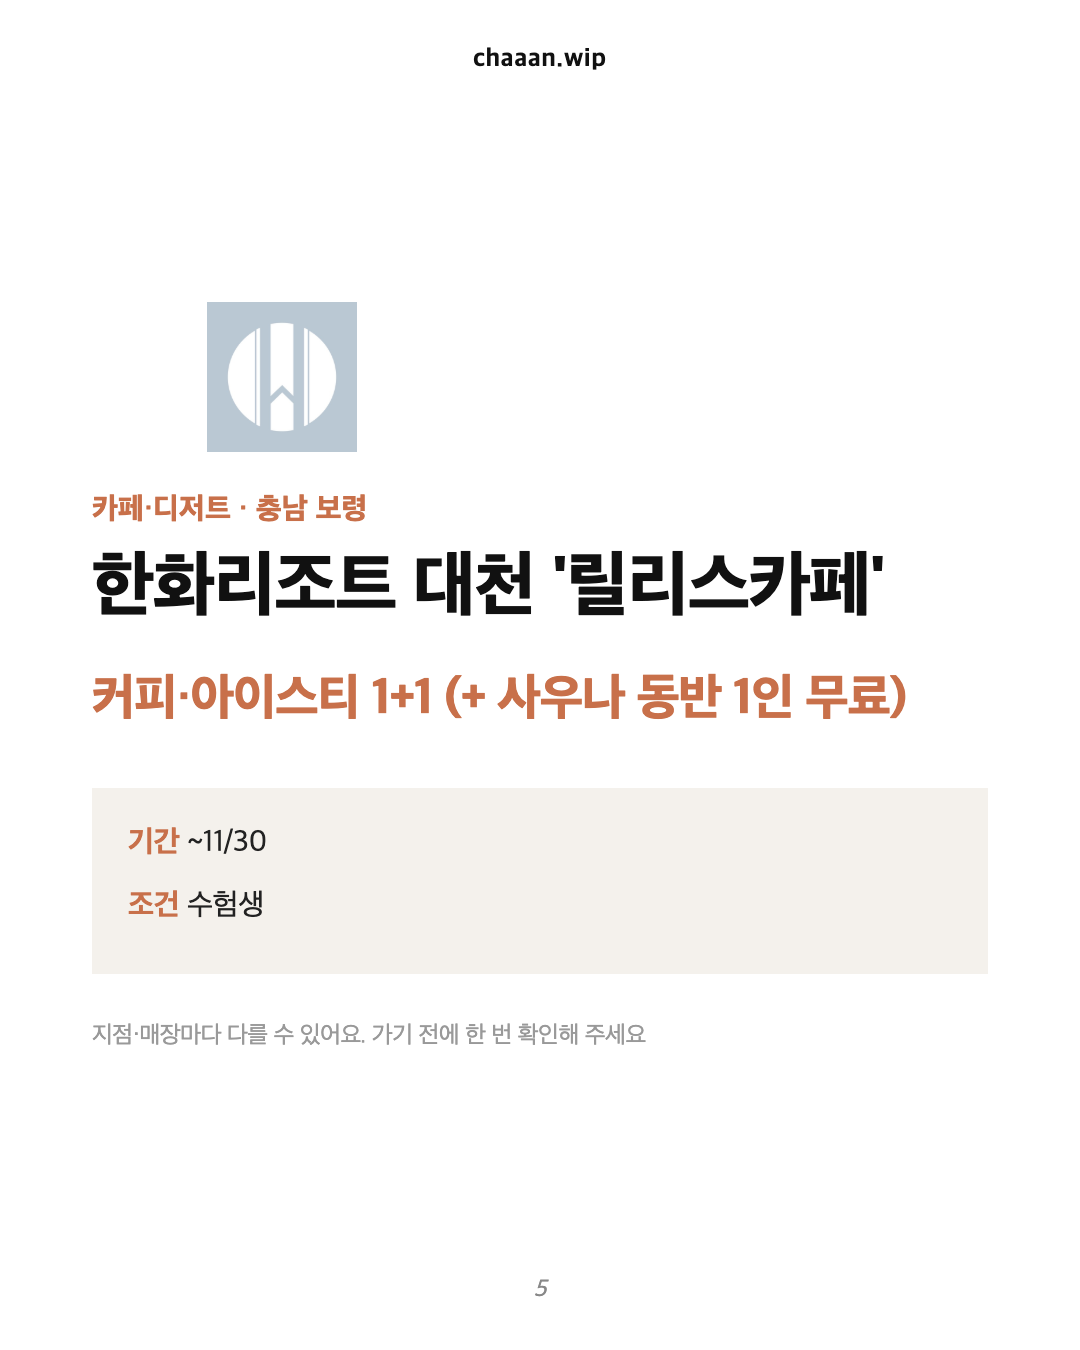 chaaan.wip
카페·디저트 · 충남 보령
한화리조트 대천 '릴리스카페'
커피·아이스티 1+1 (+ 사우나 동반 1인 무료)
기간 ~11/30
조건 수험생
지점·매장마다 다를 수 있어요. 가기 전에 한 번 확인해 주세요
5